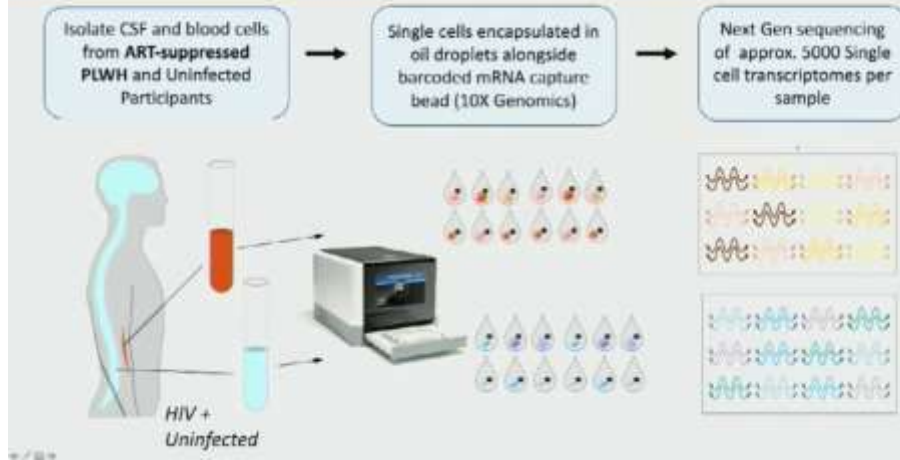 Isolate CSF and blood cells
from ART-suppressed
PLWH and Uninfected
Participants
Single cells encapsulated in
oil droplets alongside
barcoded mRNA capture
bead (10X Genomics)
Next Gen sequencing
of approx. 5000 Single
cell transcriptomes per
sample
HIV +
Uninfected